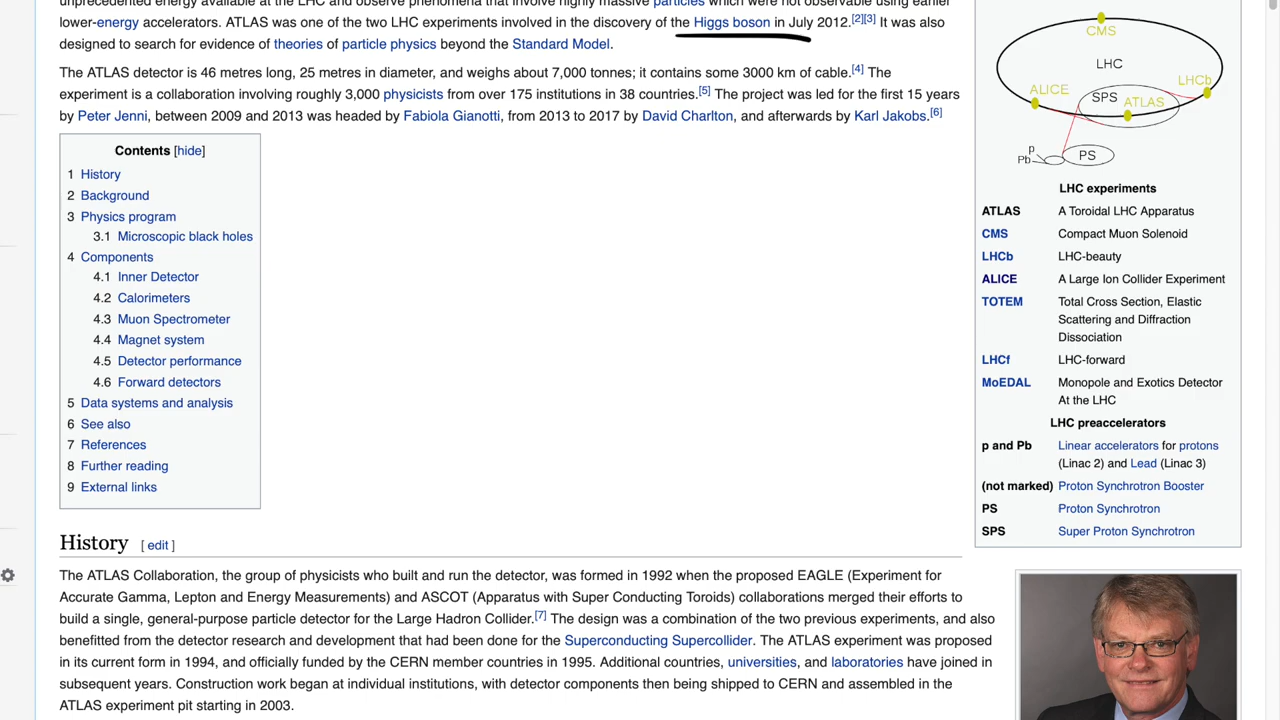 unprecedented energy available at the LHC and observe phenomena that involve highly massive particles which were not observable using earlier
lower-energy accelerators. ATLAS was one of the two LHC experiments involved in the discovery of the Higgs boson in July 2012.[2][3] It was also
designed to search for evidence of theories of particle physics beyond the Standard Model.
The ATLAS detector is 46 metres long, 25 metres in diameter, and weighs about 7,000 tonnes; it contains some 3000 km of cable.[4] The
experiment is a collaboration involving roughly 3,000 physicists from over 175 institutions in 38 countries.[5] The project was led for the first 15 years
by Peter Jenni, between 2009 and 2013 was headed by Fabiola Gianotti, from 2013 to 2017 by David Charlton, and afterwards by Karl Jakobs.[6]
Contents [hide]
1 History
2 Background
3 Physics program
3.1 Microscopic black holes
4 Components
4.1 Inner Detector
4.2 Calorimeters
4.3 Muon Spectrometer
4.4 Magnet system
4.5 Detector performance
4.6 Forward detectors
5 Data systems and analysis
6 See also
7 References
8 Further reading
9 External links
History [ edit ]
The ATLAS Collaboration, the group of physicists who built and run the detector, was formed in 1992 when the proposed EAGLE (Experiment for
Accurate Gamma, Lepton and Energy Measurements) and ASCOT (Apparatus with Super Conducting Toroids) collaborations merged their efforts to
build a single, general-purpose particle detector for the Large Hadron Collider.[7] The design was a combination of the two previous experiments, and also
benefitted from the detector research and development that had been done for the Superconducting Supercollider. The ATLAS experiment was proposed
in its current form in 1994, and officially funded by the CERN member countries in 1995. Additional countries, universities, and laboratories have joined in
subsequent years. Construction work began at individual institutions, with detector components then being shipped to CERN and assembled in the
ATLAS experiment pit starting in 2003.
CMS
LHC
LHCb
ALICE
SPS
ATLAS
p
Pb
PS
LHC experiments
ATLAS A Toroidal LHC Apparatus
CMS Compact Muon Solenoid
LHCb LHC-beauty
ALICE A Large Ion Collider Experiment
TOTEM Total Cross Section, Elastic
Scattering and Diffraction
Dissociation
LHCf LHC-forward
MoEDAL Monopole and Exotics Detector
At the LHC
LHC preaccelerators
p and Pb Linear accelerators for protons
(Linac 2) and Lead (Linac 3)
(not marked) Proton Synchrotron Booster
PS Proton Synchrotron
SPS Super Proton Synchrotron